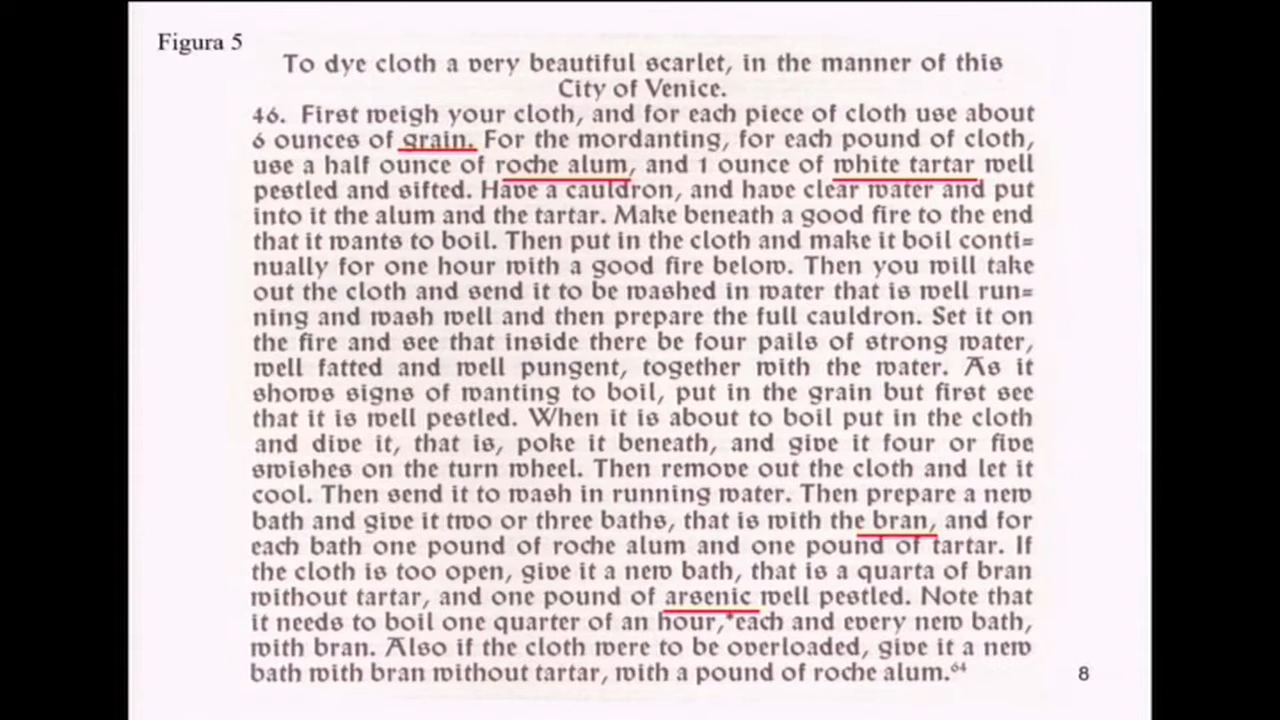 Figura 5
To dye cloth a very beautiful scarlet, in the manner of this
City of Venice.
46. First weigh your cloth, and for each piece of cloth use about
6 ounces of grain. For the mordanting, for each pound of cloth,
use a half ounce of roche alum, and 1 ounce of white tartar well
pestled and sifted. Have a cauldron, and have clear water and put
into it the alum and the tartar. Make beneath a good fire to the end
that it wants to boil. Then put in the cloth and make it boil conti=
nually for one hour with a good fire below. Then you will take
out the cloth and send it to be washed in water that is well run=
ning and wash well and then prepare the full cauldron. Set it on
the fire and see that inside there be four pails of strong water,
well fatted and well pungent, together with the water. As it
shows signs of wanting to boil, put in the grain but first see
that it is well pestled. When it is about to boil put in the cloth
and dive it, that is, poke it beneath, and give it four or five
swishes on the turn wheel. Then remove out the cloth and let it
cool. Then send it to wash in running water. Then prepare a new
bath and give it two or three baths, that is with the bran, and for
each bath one pound of roche alum and one pound of tartar. If
the cloth is too open, give it a new bath, that is a quarta of bran
without tartar, and one pound of arsenic well pestled. Note that
it needs to boil one quarter of an hour,*each and every new bath,
with bran. Also if the cloth were to be overloaded, give it a new
bath with bran without tartar, with a pound of roche alum.64
8